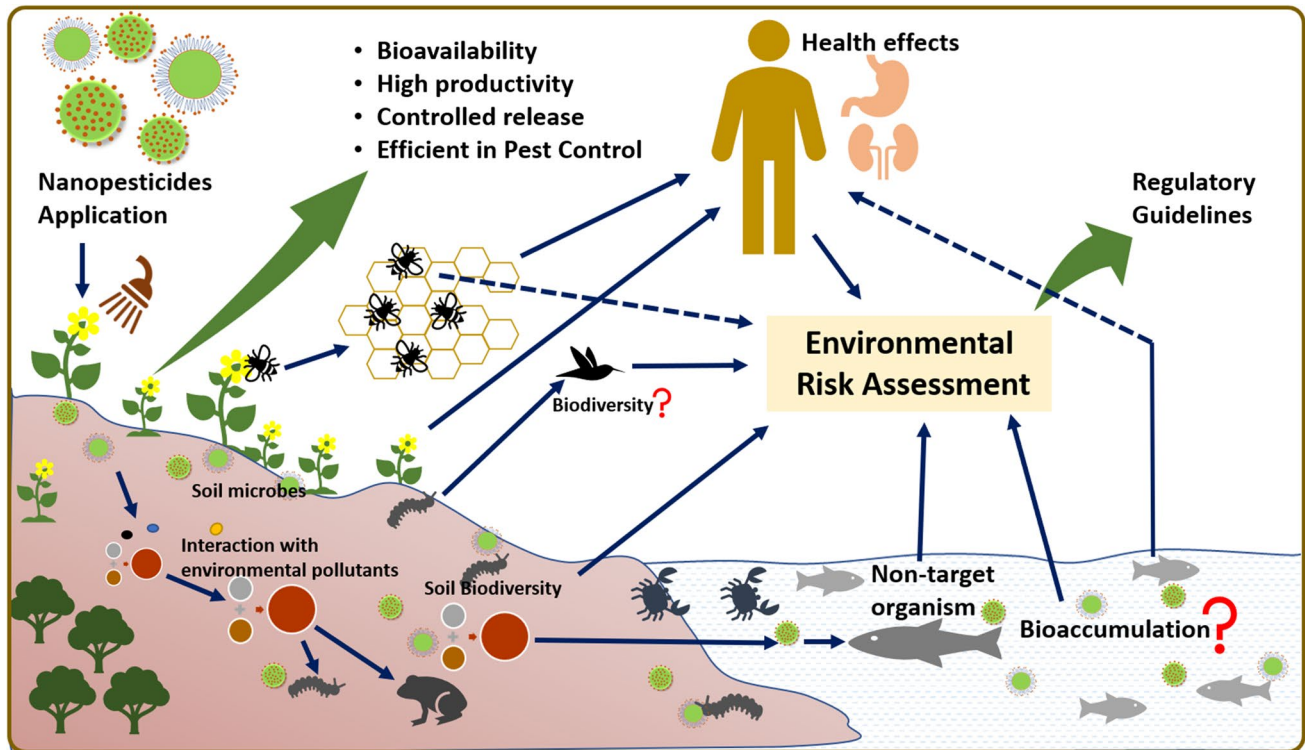 • Bioavailability
• High productivity
• Controlled release
• Efficient in Pest Control
Health effects
Nanopesticides
Application
Regulatory
Guidelines
Environmental
Risk Assessment
Biodiversity?
Soil microbes
Interaction with
environmental pollutants
Soil Biodiversity
Non-target
organism
Bioaccumulation?